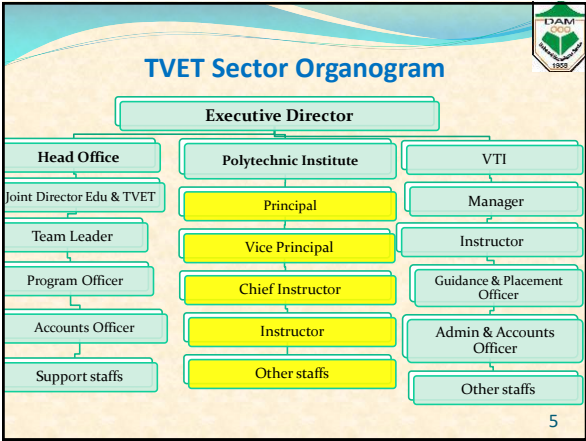 DAM
1958
TVET Sector Organogram
Executive Director
Head Office
Joint Director Edu & TVET
Team Leader
Program Officer
Accounts Officer
Support staffs
Polytechnic Institute
Principal
Vice Principal
Chief Instructor
Instructor
Other staffs
VTI
Manager
Instructor
Guidance & Placement
Officer
Admin & Accounts
Officer
Other staffs
5